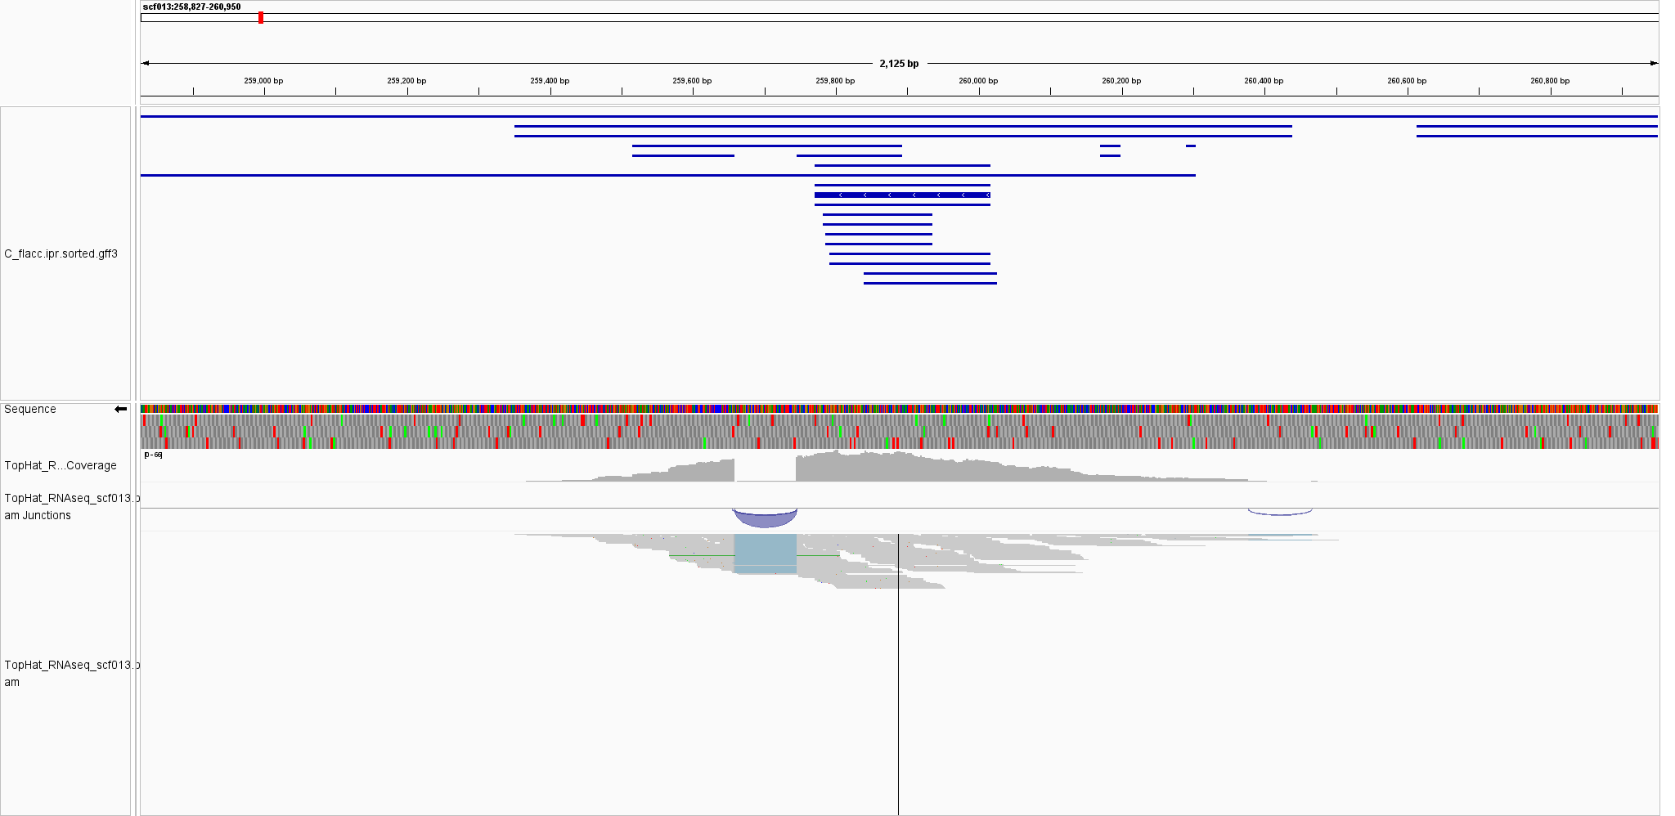 scf013:258,827-260,950
2,125 bp
259,000 bp 259,200 bp 259,400 bp 259,600 bp 259,800 bp 260,000 bp 260,200 bp 260,400 bp 260,600 bp 260,800 bp
C_flacc.ipr.sorted.gff3
Sequence
TopHat_R...Coverage
TopHat_RNAseq_scf013.b
am Junctions
TopHat_RNAseq_scf013.b
am